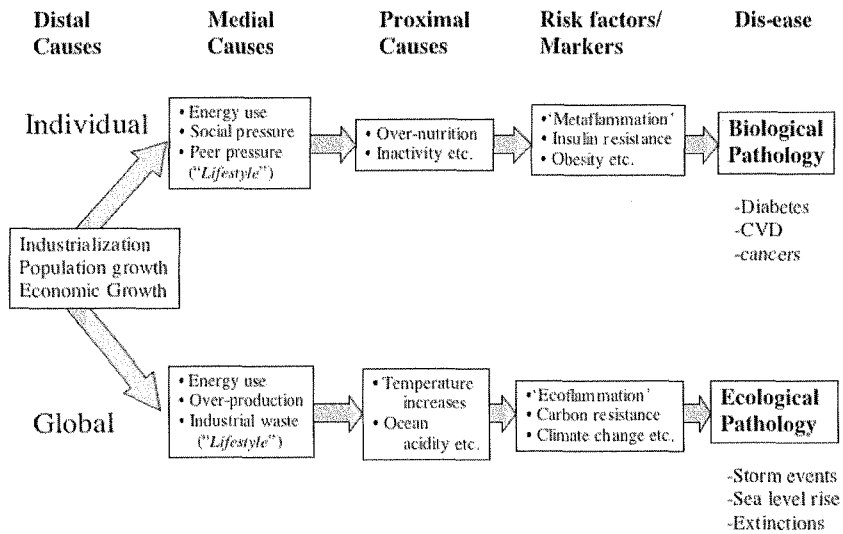 Distal
Causes
Medial
Causes
Proximal
Causes
Risk factors/
Markers
Dis-ease
Individual
• Energy use
• Social pressure
• Peer pressure
("Lifestyle")
• Over-nutrition
• Inactivity etc.
• 'Metaflammation'
• Insulin resistance
• Obesity etc.
Biological
Pathology
-Diabetes
-CVD
-cancers
Industrialization
Population growth
Economic Growth
Global
• Energy use
• Over-production
• Industrial waste
("Lifestyle")
• Temperature
increases
• Ocean
acidity etc.
• 'Ecoflammation'
• Carbon resistance
• Climate change etc.
Ecological
Pathology
-Storm events
-Sea level rise
-Extinctions